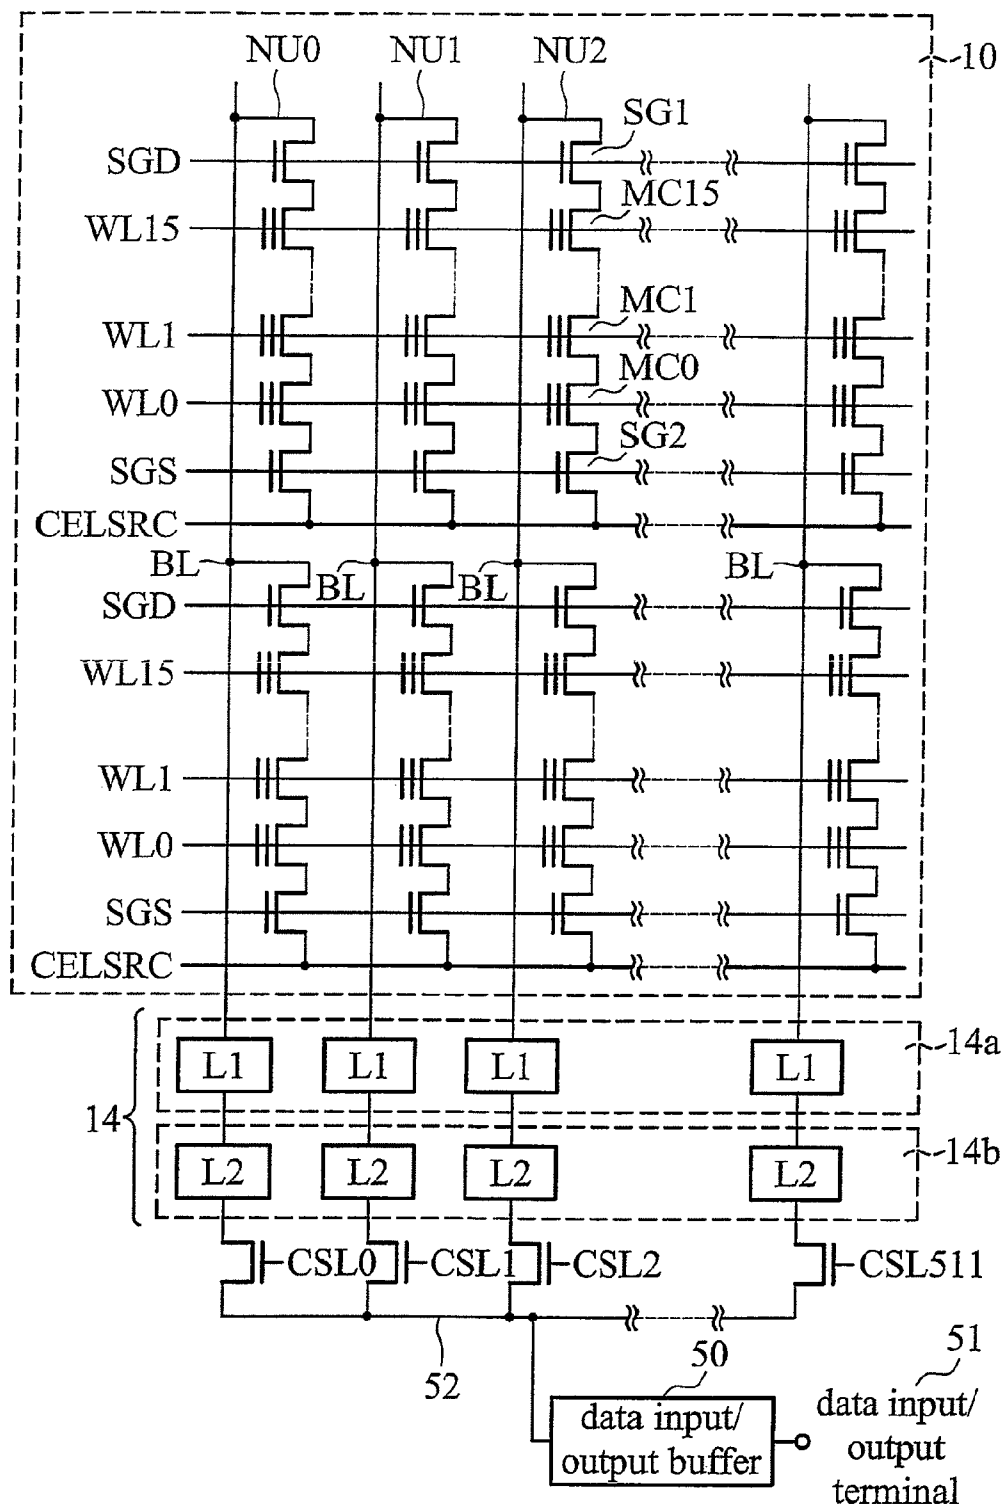 NU0 NU1 NU2 10
SG1
SGD
MC15
WL15
MC1
WL1
MC0
WL0
SG2
SGS
CELSRC
BL BL BL BL
SGD
WL15
WL1
WL0
SGS
CELSRC
14a
L1 L1 L1 L1
14
14b
L2 L2 L2 L2
CSL0 CSL1 CSL2 CSL511
52
50
51
data input/
output buffer
data input/
output
terminal